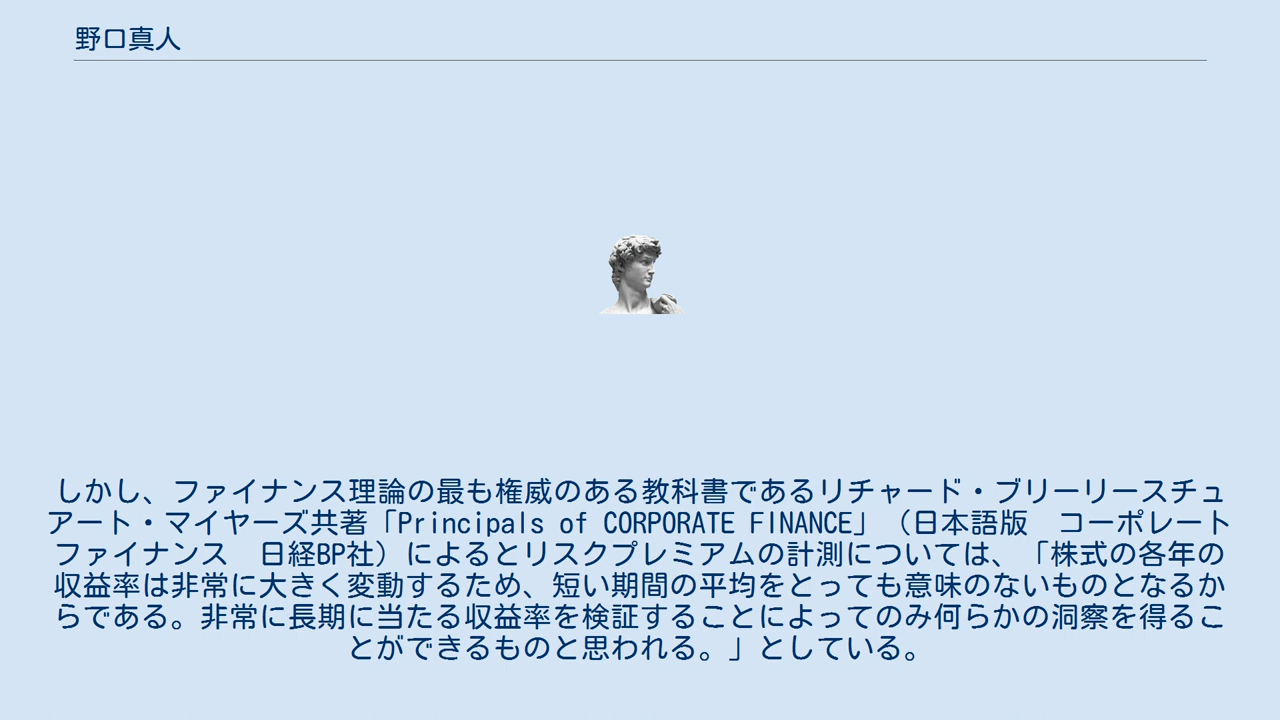 野口真人
しかし、ファイナンス理論の最も権威のある教科書であるリチャード・ブリーリースチュ
アート・マイヤーズ共著「Principals of CORPORATE FINANCE」（日本語版　コーポレート
ファイナンス　日経BP社）によるとリスクプレミアムの計測については、「株式の各年の
収益率は非常に大きく変動するため、短い期間の平均をとっても意味のないものとなるか
らである。非常に長期に当たる収益率を検証することによってのみ何らかの洞察を得るこ
とができるものと思われる。」としている。